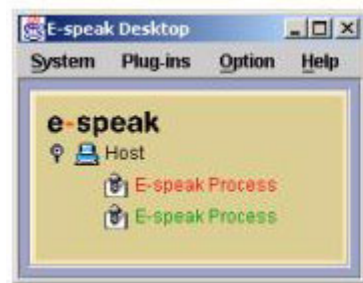 E-speak Desktop
System Plug-ins Option Help
e-speak
Host
E-speak Process
E-speak Process